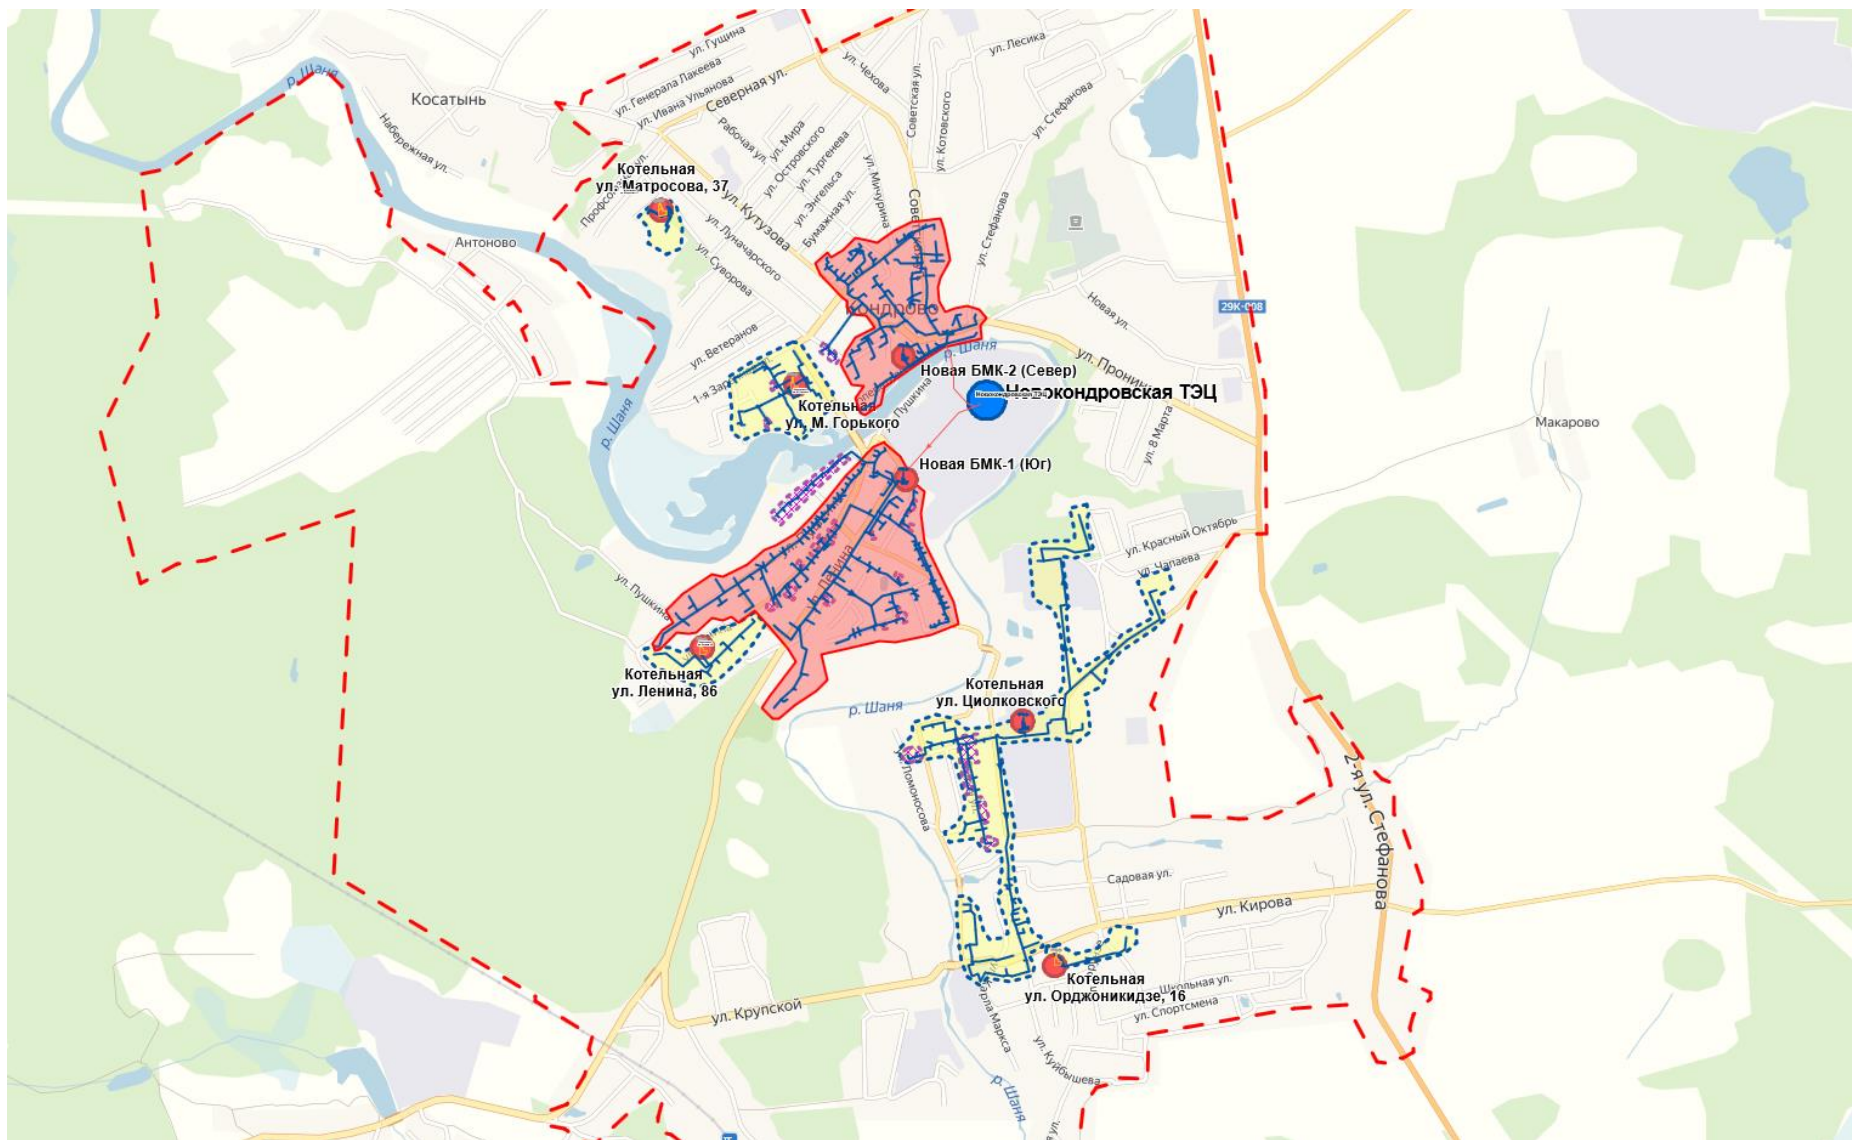 ул. Гущина
ул. Лесика
р. Шаня
ул. Генерала Лакеева
ул. Чехова
Косатынь
ул. Ивана Ульянова
Северная ул.
Советская ул.
ул. Котовского
ул. Стефанова
Набережная ул.
Рабочая ул.
ул. Мира
ул. Островского
ул. Тургенева
ул. Энгельса
Бумажная ул.
ул. Мичурина
Котельная
ул. Матросова, 37
ул. Кутузова
ул. Луначарского
ул. Стефанова
Антоново
ул. Суворова
Кондрово
Новая ул.
29К-008
ул. Ветеранов
р. Шаня
ул. Пронина
Новая БМК-2 (Север)
Новокондровская ТЭЦ
Котельная
ул. М. Горького
р. Шаня
ул. 8 Марта
Макарово
Новая БМК-1 (Юг)
ул. Красный Октябрь
ул. Чапаева
ул. Пушкина
ул. Ленина
Котельная
ул. Ленина, 86
Котельная
ул. Циолковского
р. Шаня
2-я ул. Стефанова
ул. Ломоносова
Садовая ул.
ул. Кирова
Котельная
ул. Орджоникидзе, 16
Школьная ул.
ул. Спортсмена
ул. Крупской
Карла Маркса
ул. Куйбышева
р. Шаня